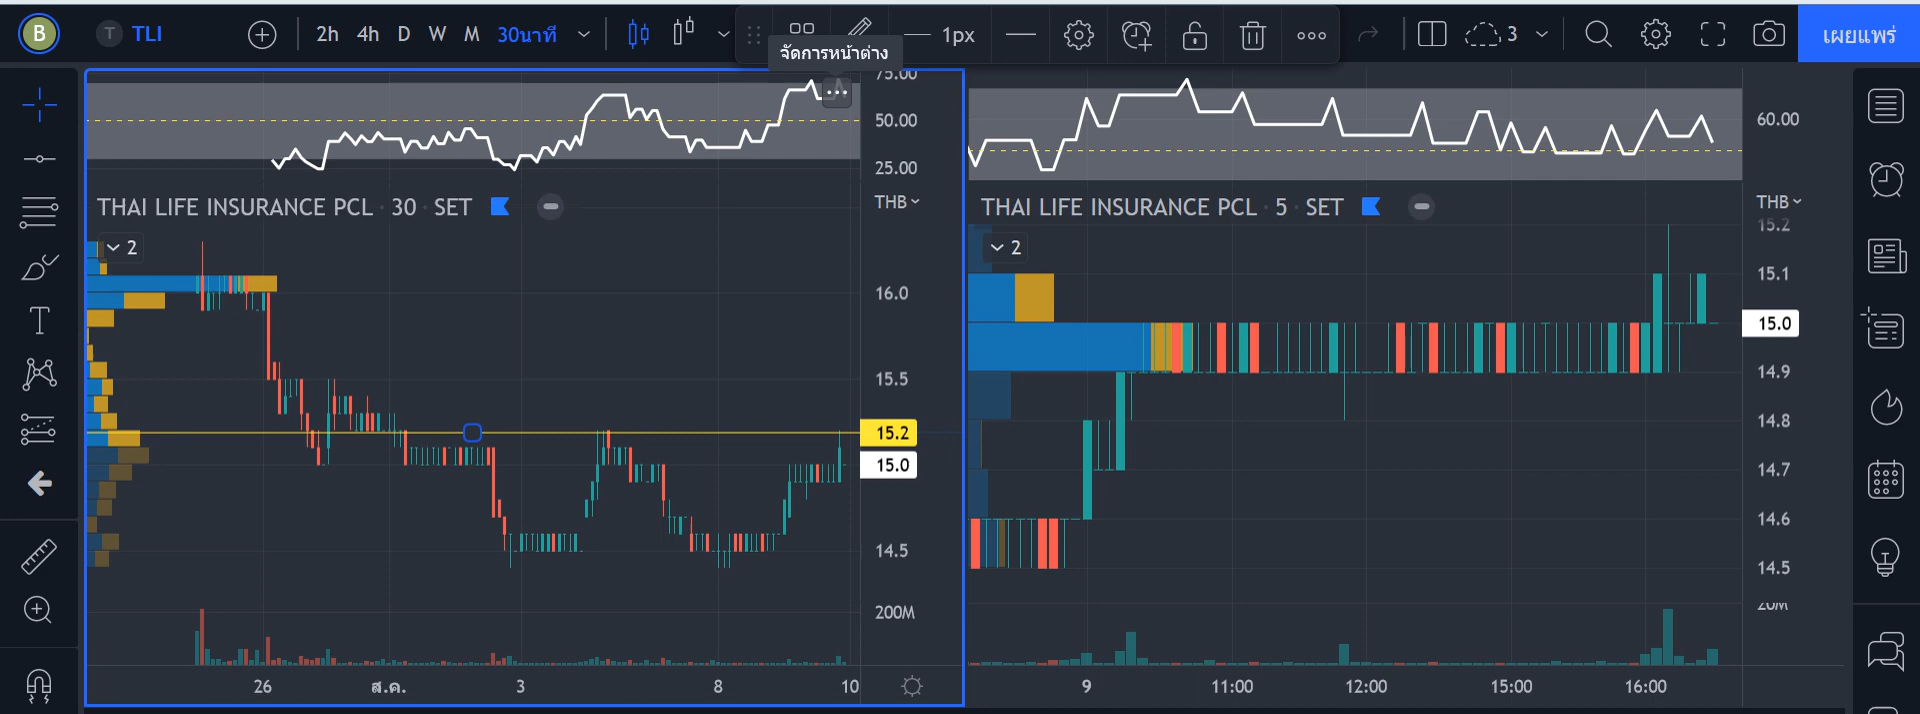 B T TLI 2h 4h D W M 30นาที 1px 3 เผยแพร่
จัดการหน้าต่าง
75.00
50.00
25.00
THAI LIFE INSURANCE PCL · 30 · SET
THB
2
16.0
15.5
15.2
15.0
14.5
200M
26 ส.ค. 3 8 10
60.00
THAI LIFE INSURANCE PCL · 5 · SET
THB
2
15.2
15.1
15.0
14.9
14.8
14.7
14.6
14.5
20M
9 11:00 12:00 15:00 16:00
T